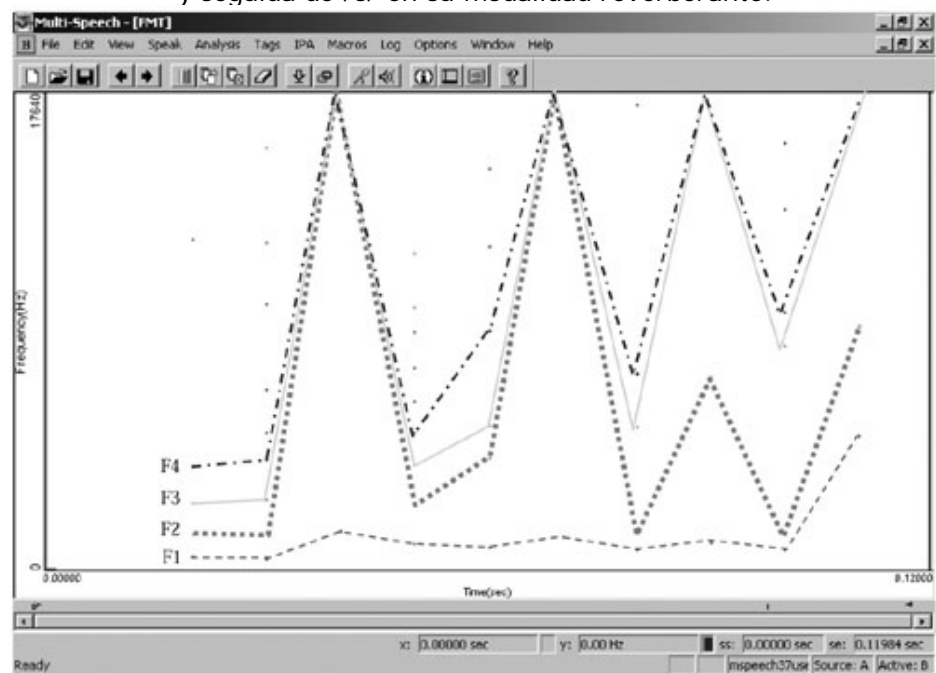 Multi-Speech - [FMT]
File Edit View Speak Analysis Tags IPA Macros Log Options Window Help
17640
Frequency(Hz)
F4
F3
F2
F1
0
0.00000
0.12000
Time(sec)
x: 0.00000 sec y: 0.00 Hz ss: 0.00000 sec se: 0.11984 sec
Ready
mspeech37use Source: A Active: B